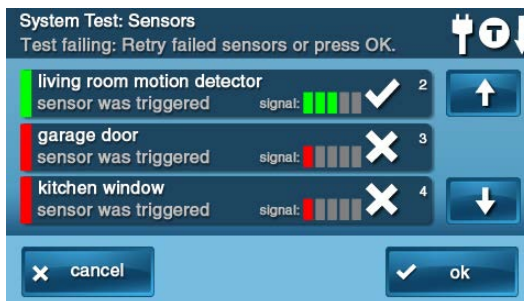 System Test: Sensors
Test failing: Retry failed sensors or press OK.
T
living room motion detector 2
sensor was triggered signal:
garage door 3
sensor was triggered signal:
kitchen window 4
sensor was triggered signal:
cancel ok